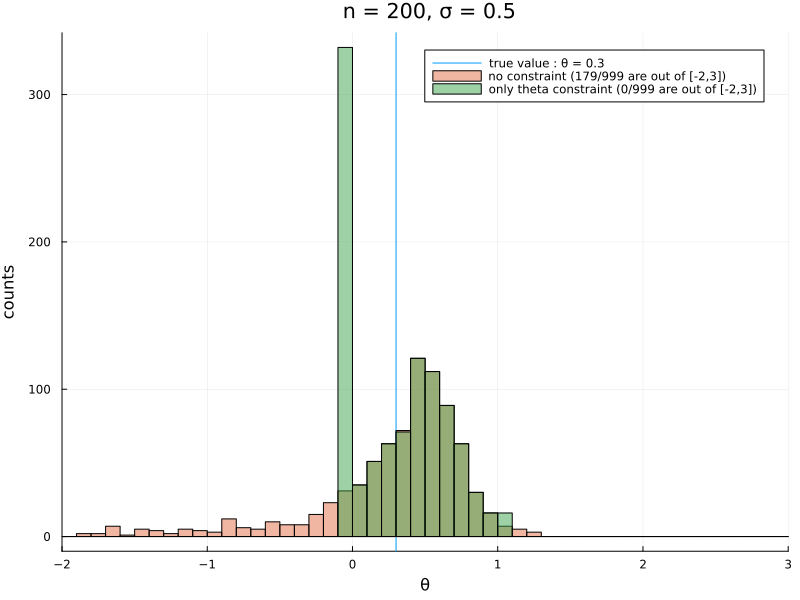 n = 200, σ = 0.5
true value : θ = 0.3
no constraint (179/999 are out of [-2,3])
only theta constraint (0/999 are out of [-2,3])
300
200
100
0
counts
−2 −1 0 1 2 3
θ